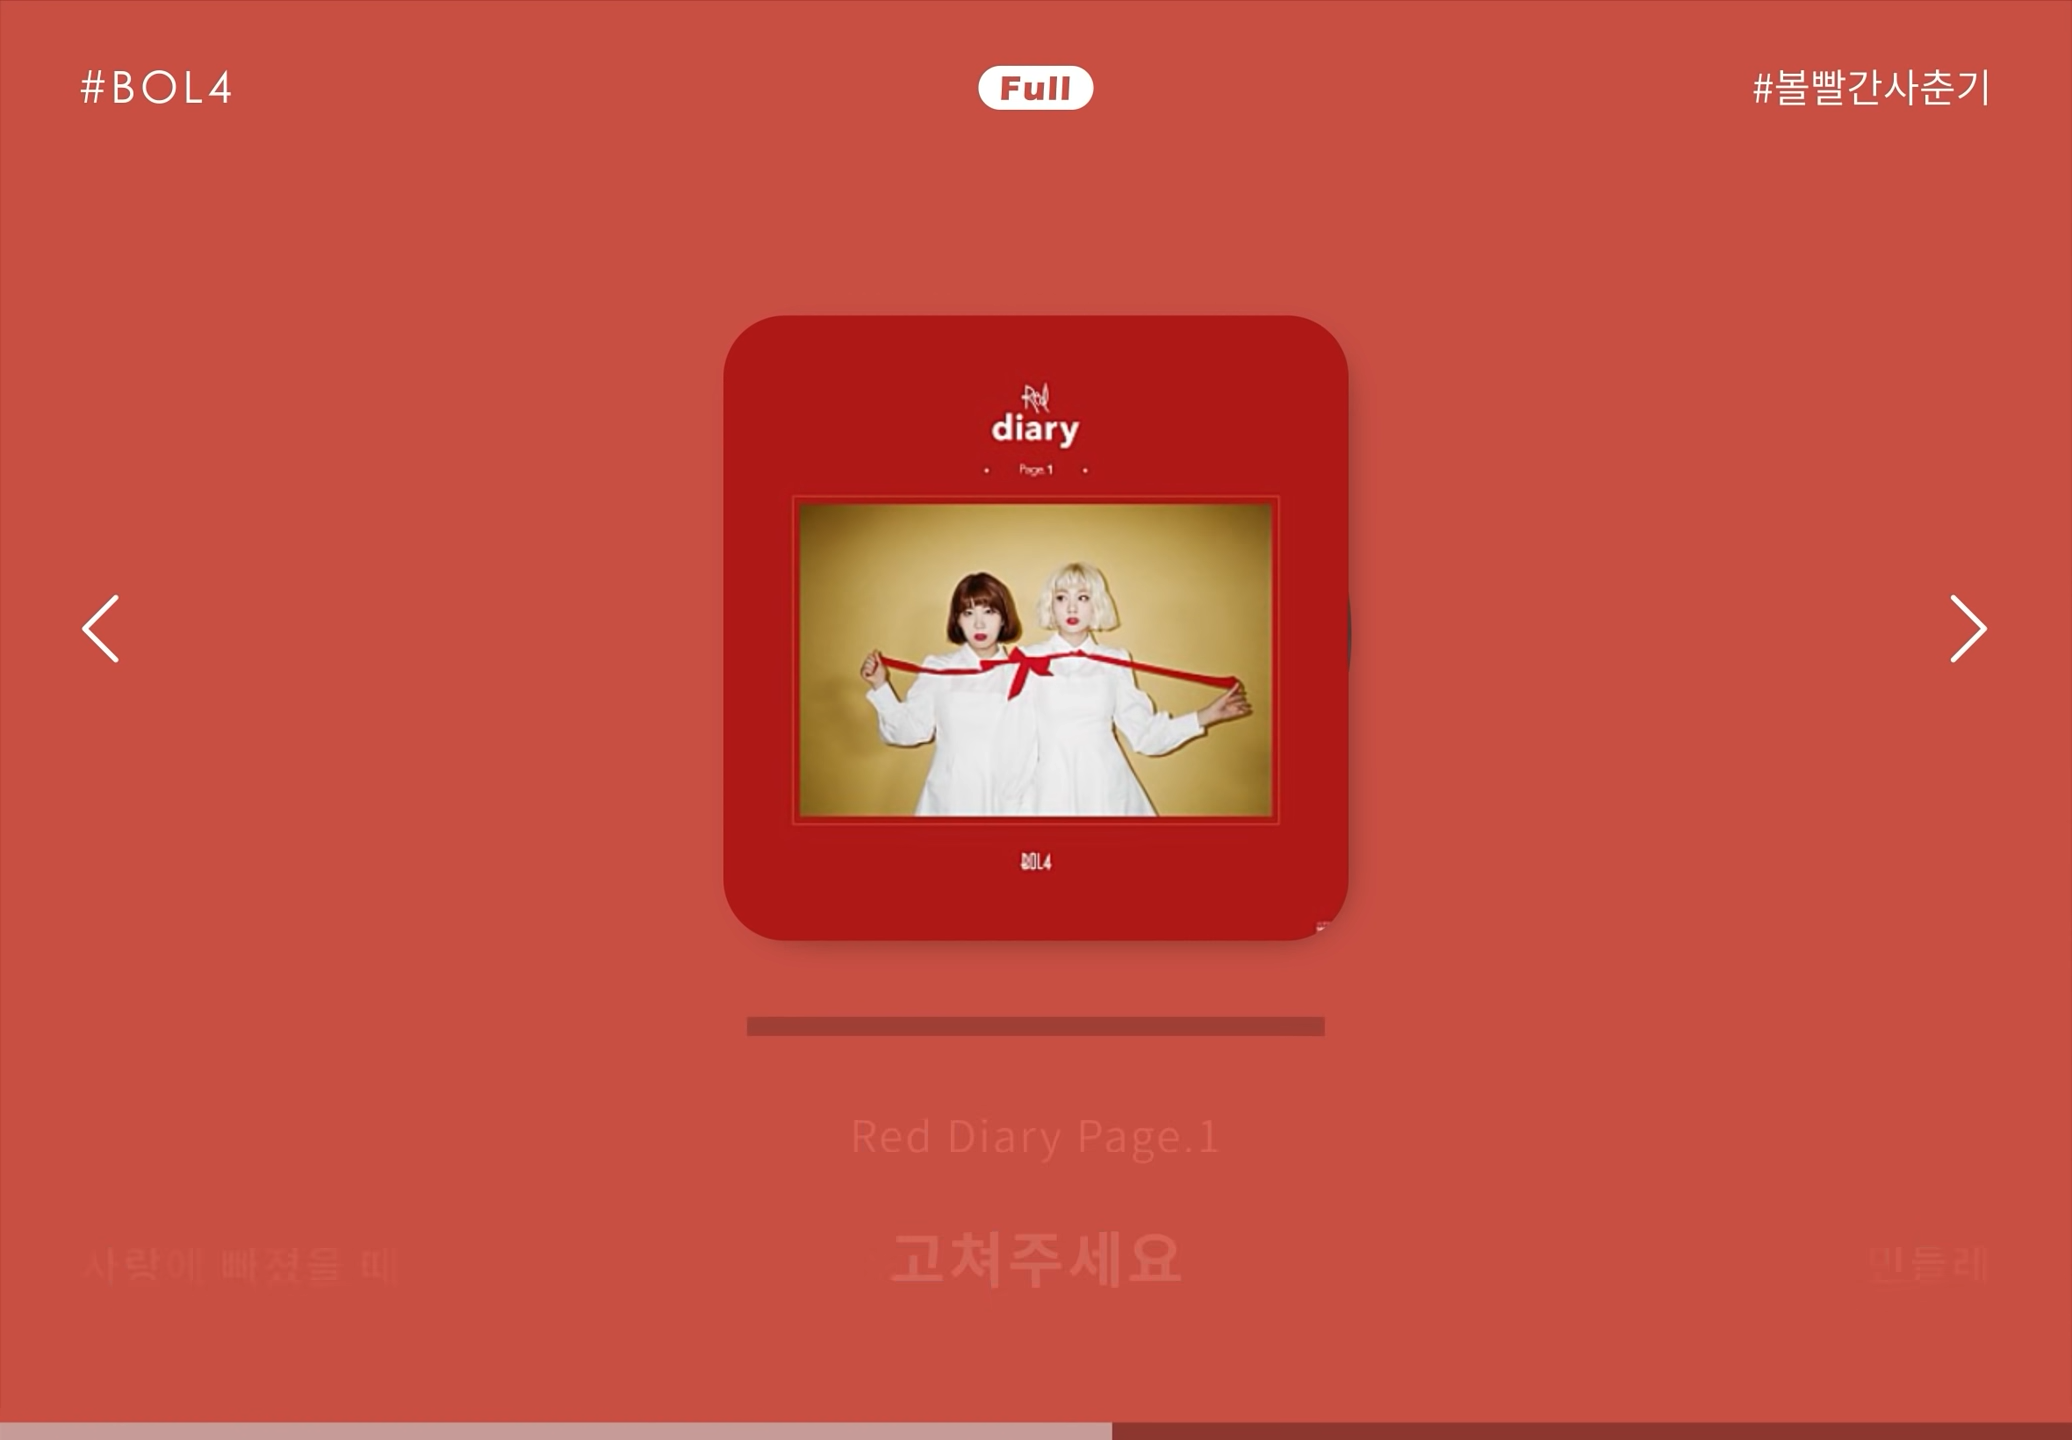 #BOL4
Full
#볼빨간사춘기
Red
diary
Page.1
BOL4
Red Diary Page.1
사랑에 빠졌을 때
고쳐주세요
민들레